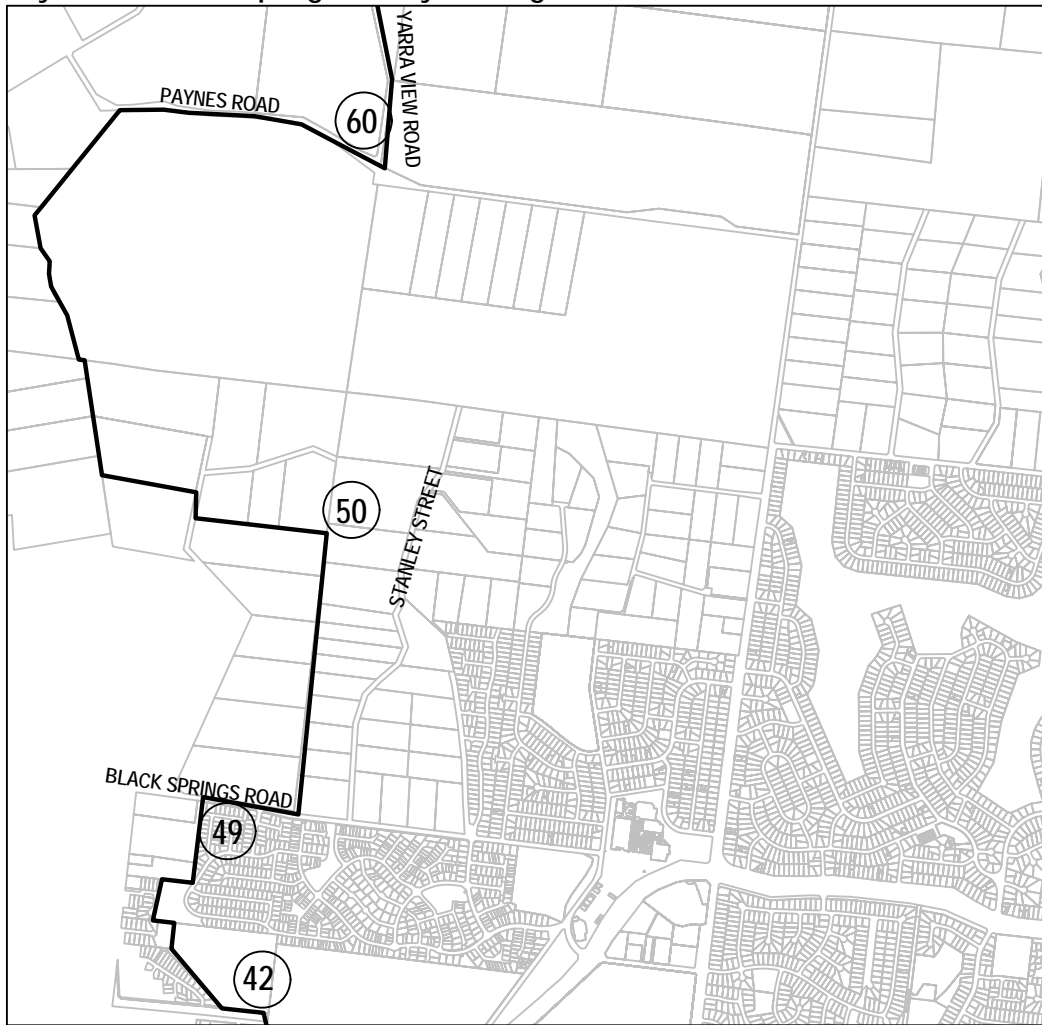 YARRA VIEW ROAD
PAYNES ROAD
60
50
STANLEY STREET
BLACK SPRINGS ROAD
49
42